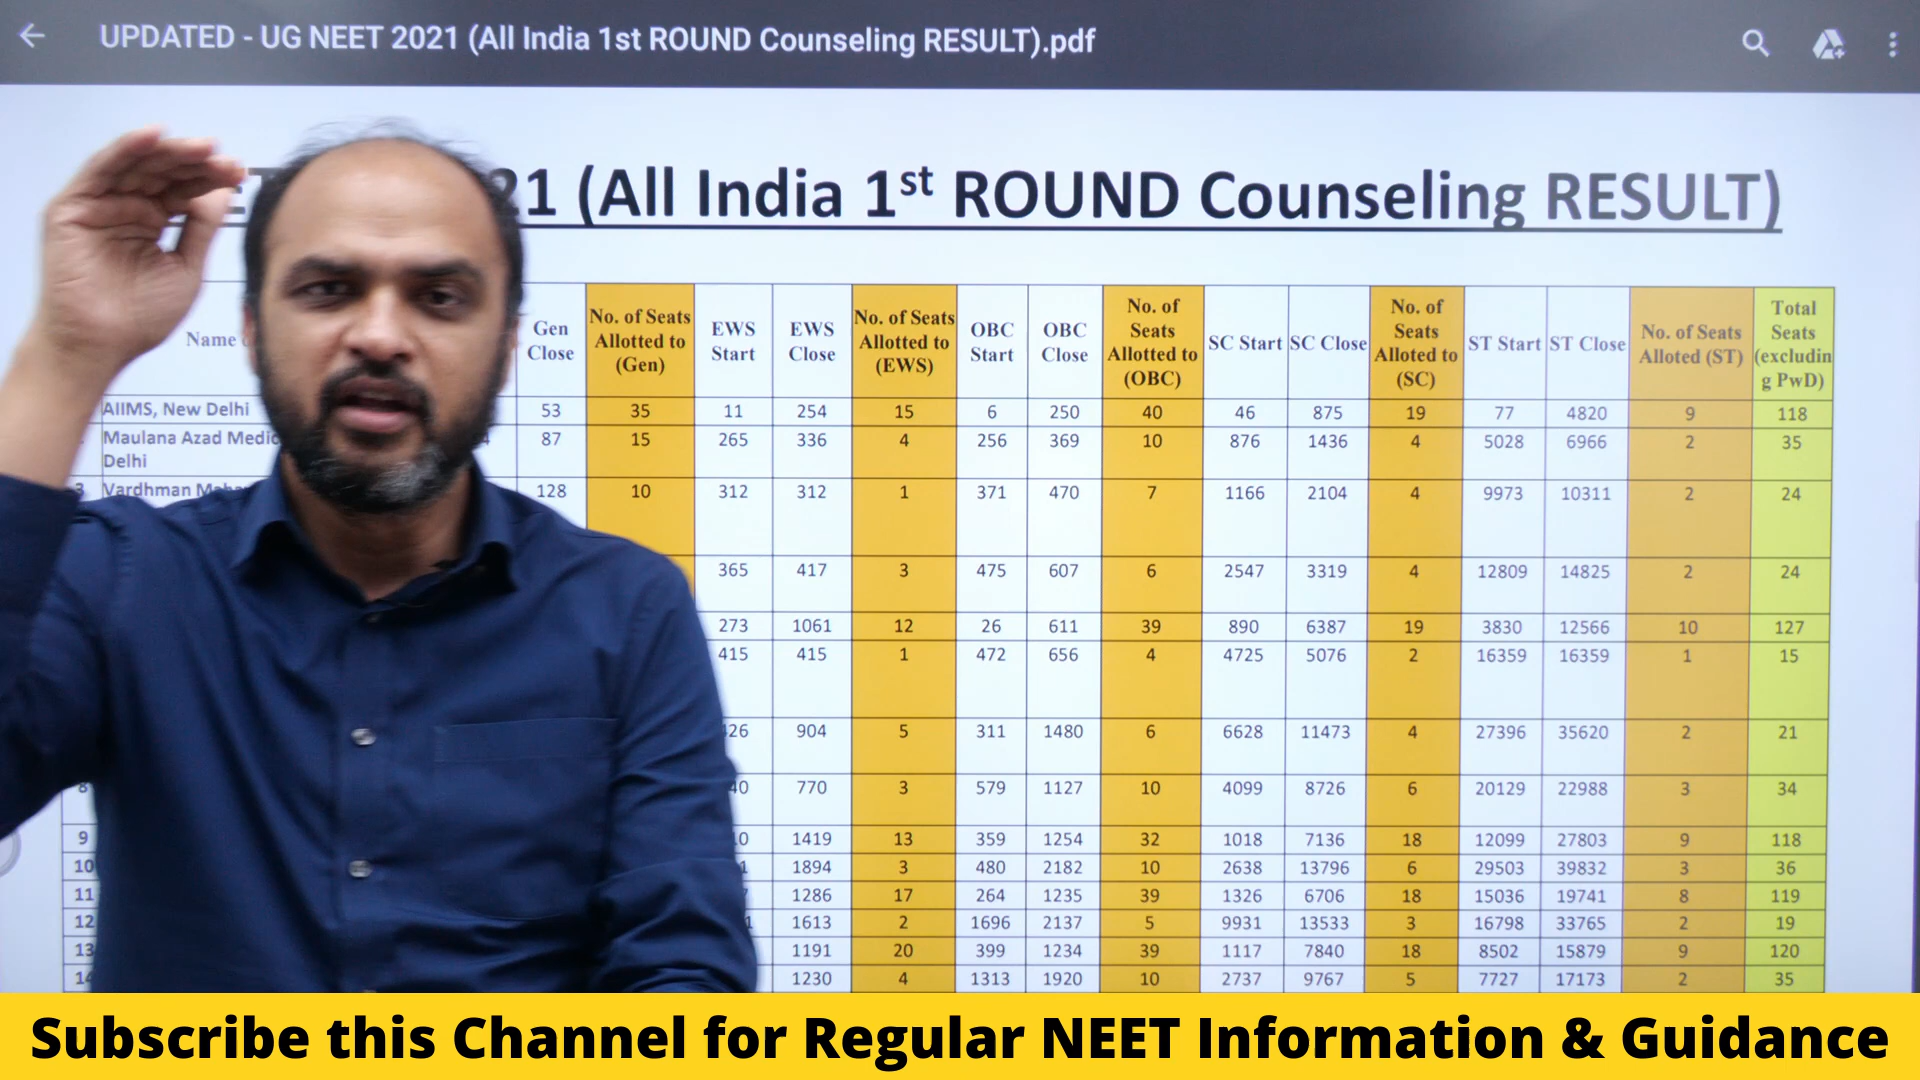 UPDATED - UG NEET 2021 (All India 1st ROUND Counseling RESULT).pdf
21 (All India 1st ROUND Counseling RESULT)
Name
Gen Close
No. of Seats Allotted to (Gen)
EWS Start
EWS Close
No. of Seats Allotted to (EWS)
OBC Start
OBC Close
No. of Seats Allotted to (OBC)
SC Start
SC Close
No. of Seats Alloted to (SC)
ST Start
ST Close
No. of Seats Alloted (ST)
Total Seats (excluding PwD)
AIIMS, New Delhi 53 35 11 254 15 6 250 40 46 875 19 77 4820 9 118
Maulana Azad 87 15 265 336 4 256 369 10 876 1436 4 5028 6966 2 35
Delhi
3 Vardhman 128 10 312 312 1 371 470 7 1166 2104 4 9973 10311 2 24
365 417 3 475 607 6 2547 3319 4 12809 14825 2 24
273 1061 12 26 611 39 890 6387 19 3830 12566 10 127
415 415 1 472 656 4 4725 5076 2 16359 16359 1 15
904 5 311 1480 6 6628 11473 4 27396 35620 2 21
8 770 3 579 1127 10 4099 8726 6 20129 22988 3 34
9 1419 13 359 1254 32 1018 7136 18 12099 27803 9 118
10 1894 3 480 2182 10 2638 13796 6 29503 39832 3 36
11 1286 17 264 1235 39 1326 6706 18 15036 19741 8 119
12 1613 2 1696 2137 5 9931 13533 3 16798 33765 2 19
13 1191 20 399 1234 39 1117 7840 18 8502 15879 9 120
14 1230 4 1313 1920 10 2737 9767 5 7727 17173 2 35
Subscribe this Channel for Regular NEET Information & Guidance